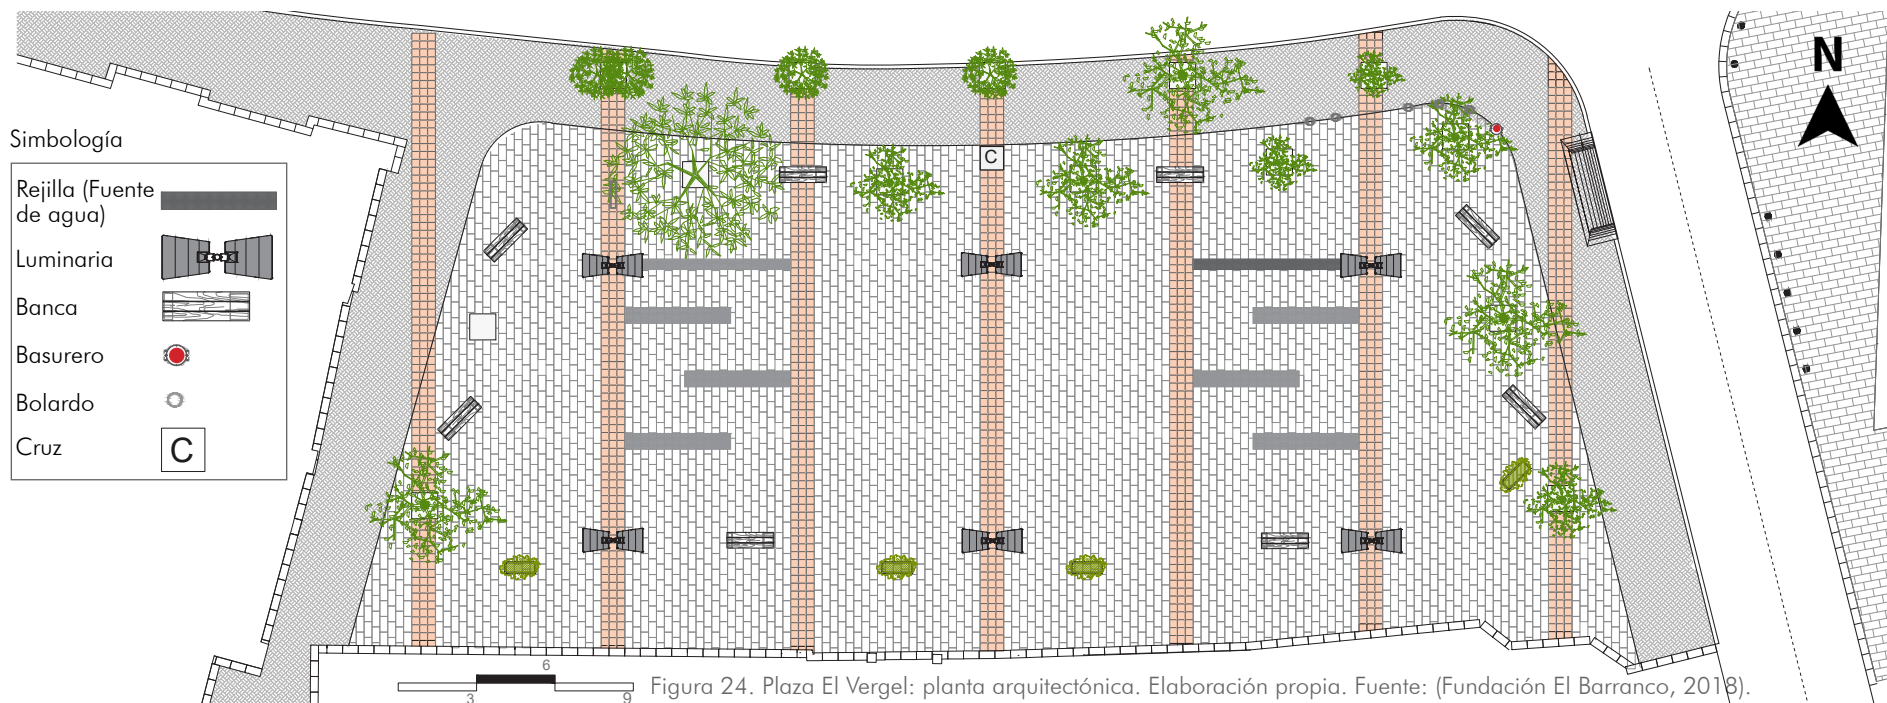 N
Simbología
Rejilla (Fuente
de agua)
Luminaria
Banca
Basurero
Bolardo
Cruz
C
C
6
3
9
Figura 24. Plaza El Vergel: planta arquitectónica. Elaboración propia. Fuente: (Fundación El Barranco, 2018).